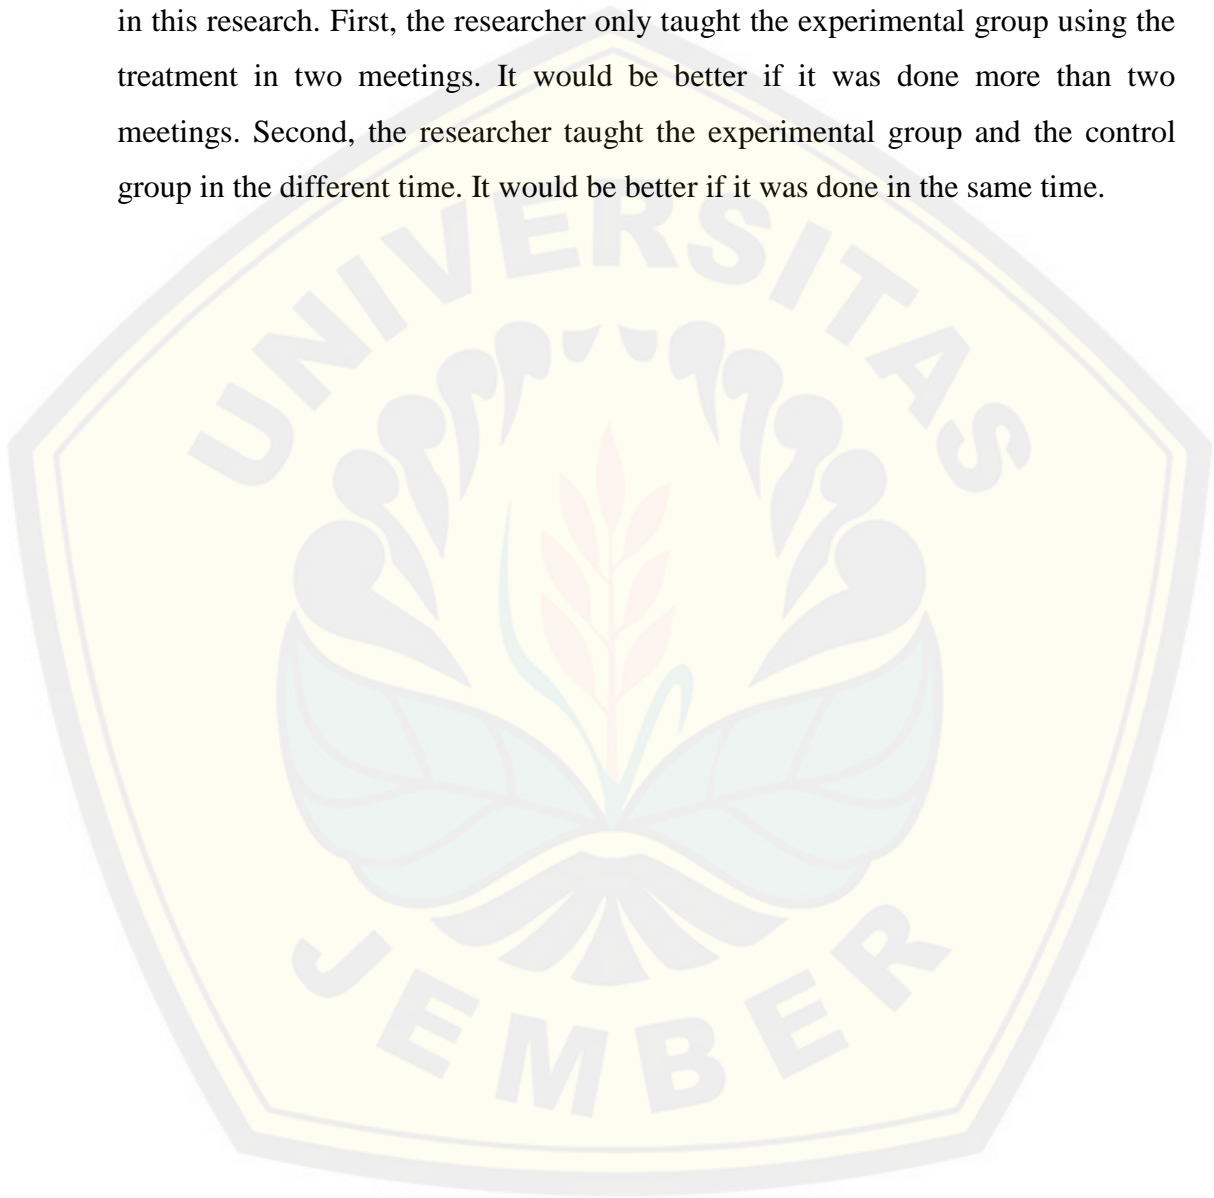 in this research. First, the researcher only taught the experimental group using the
treatment in two meetings. It would be better if it was done more than two
meetings. Second, the researcher taught the experimental group and the control
group in the different time. It would be better if it was done in the same time.
UNIVERSITAS
JEMBER